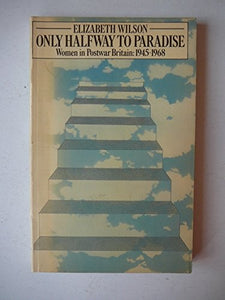 ELIZABETH WILSON
ONLY HALFWAY TO PARADISE
Women in Postwar Britain: 1945-1968